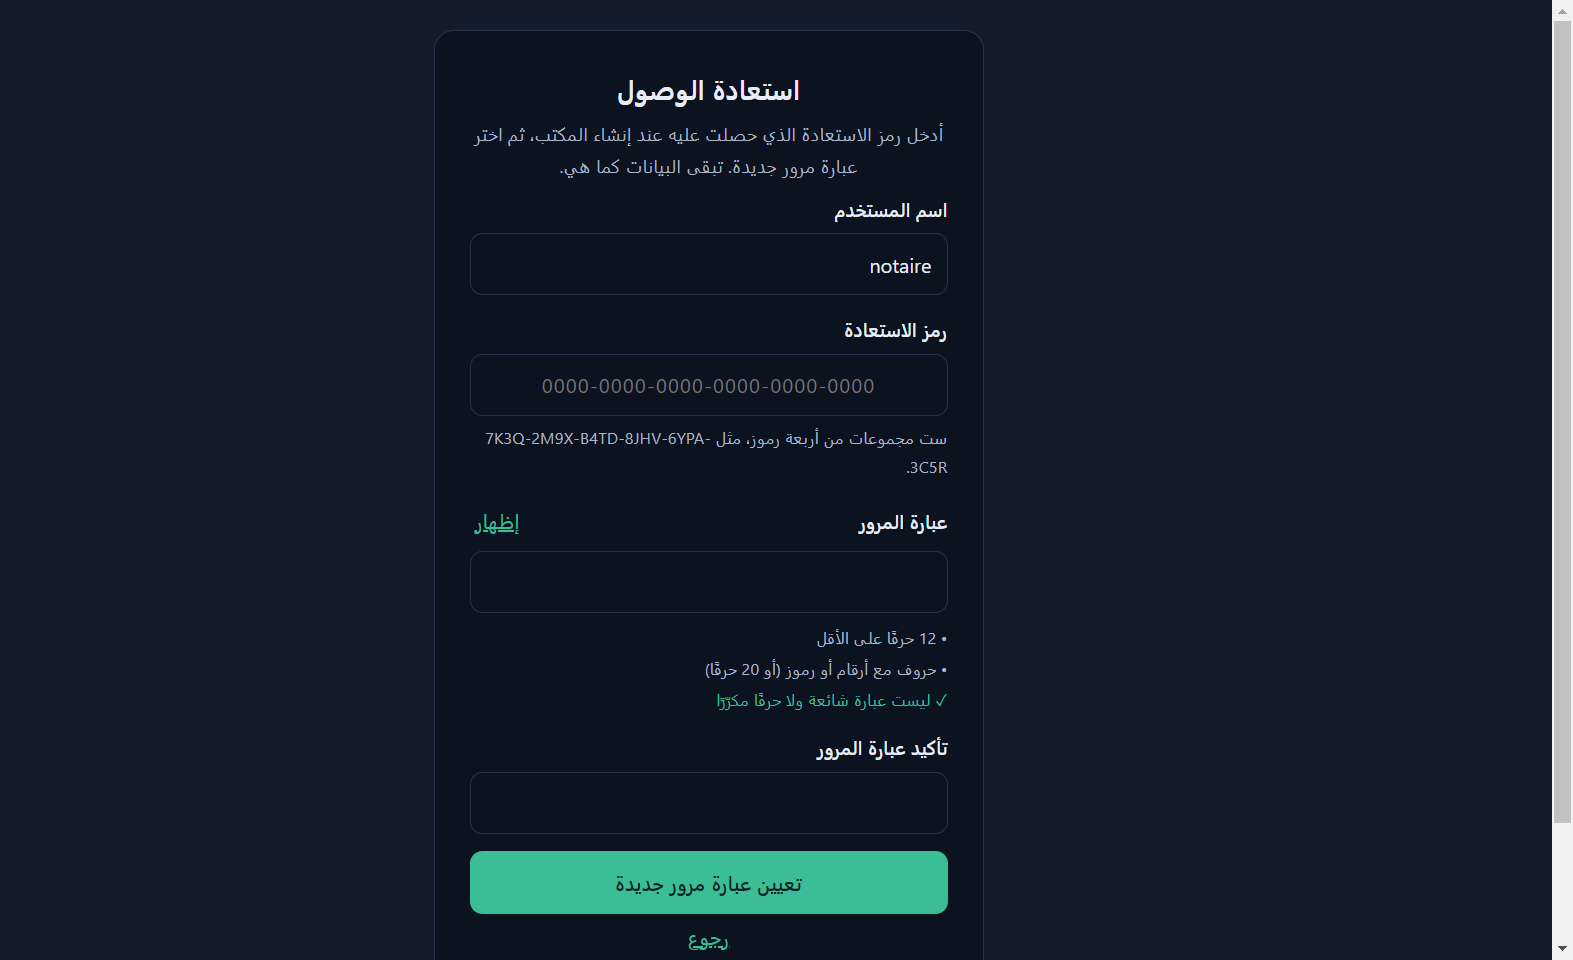 استعادة الوصول
أدخل رمز الاستعادة الذي حصلت عليه عند إنشاء المكتب، ثم اختر
عبارة مرور جديدة. تبقى البيانات كما هي.
اسم المستخدم
notaire
رمز الاستعادة
0000-0000-0000-0000-0000-0000
ست مجموعات من أربعة رموز، مثل 7K3Q-2M9X-B4TD-8JHV-6YPA-
3C5R.
عبارة المرور
إظهار
• 12 حرفًا على الأقل
• حروف مع أرقام أو رموز (أو 20 حرفًا)
✓ ليست عبارة شائعة ولا حرفًا مكرّرًا
تأكيد عبارة المرور
تعيين عبارة مرور جديدة
رجوع